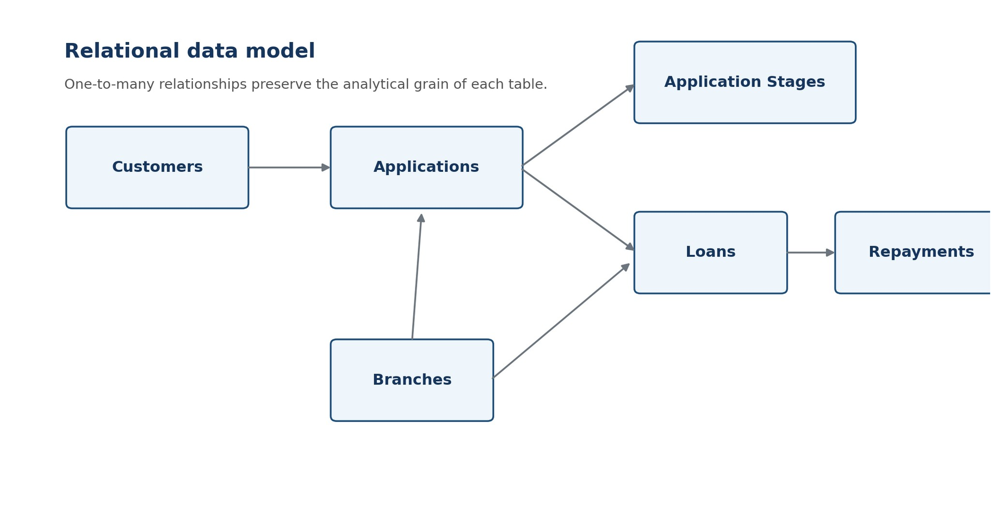 Relational data model
One-to-many relationships preserve the analytical grain of each table.
Application Stages
Customers
Applications
Loans
Repayments
Branches